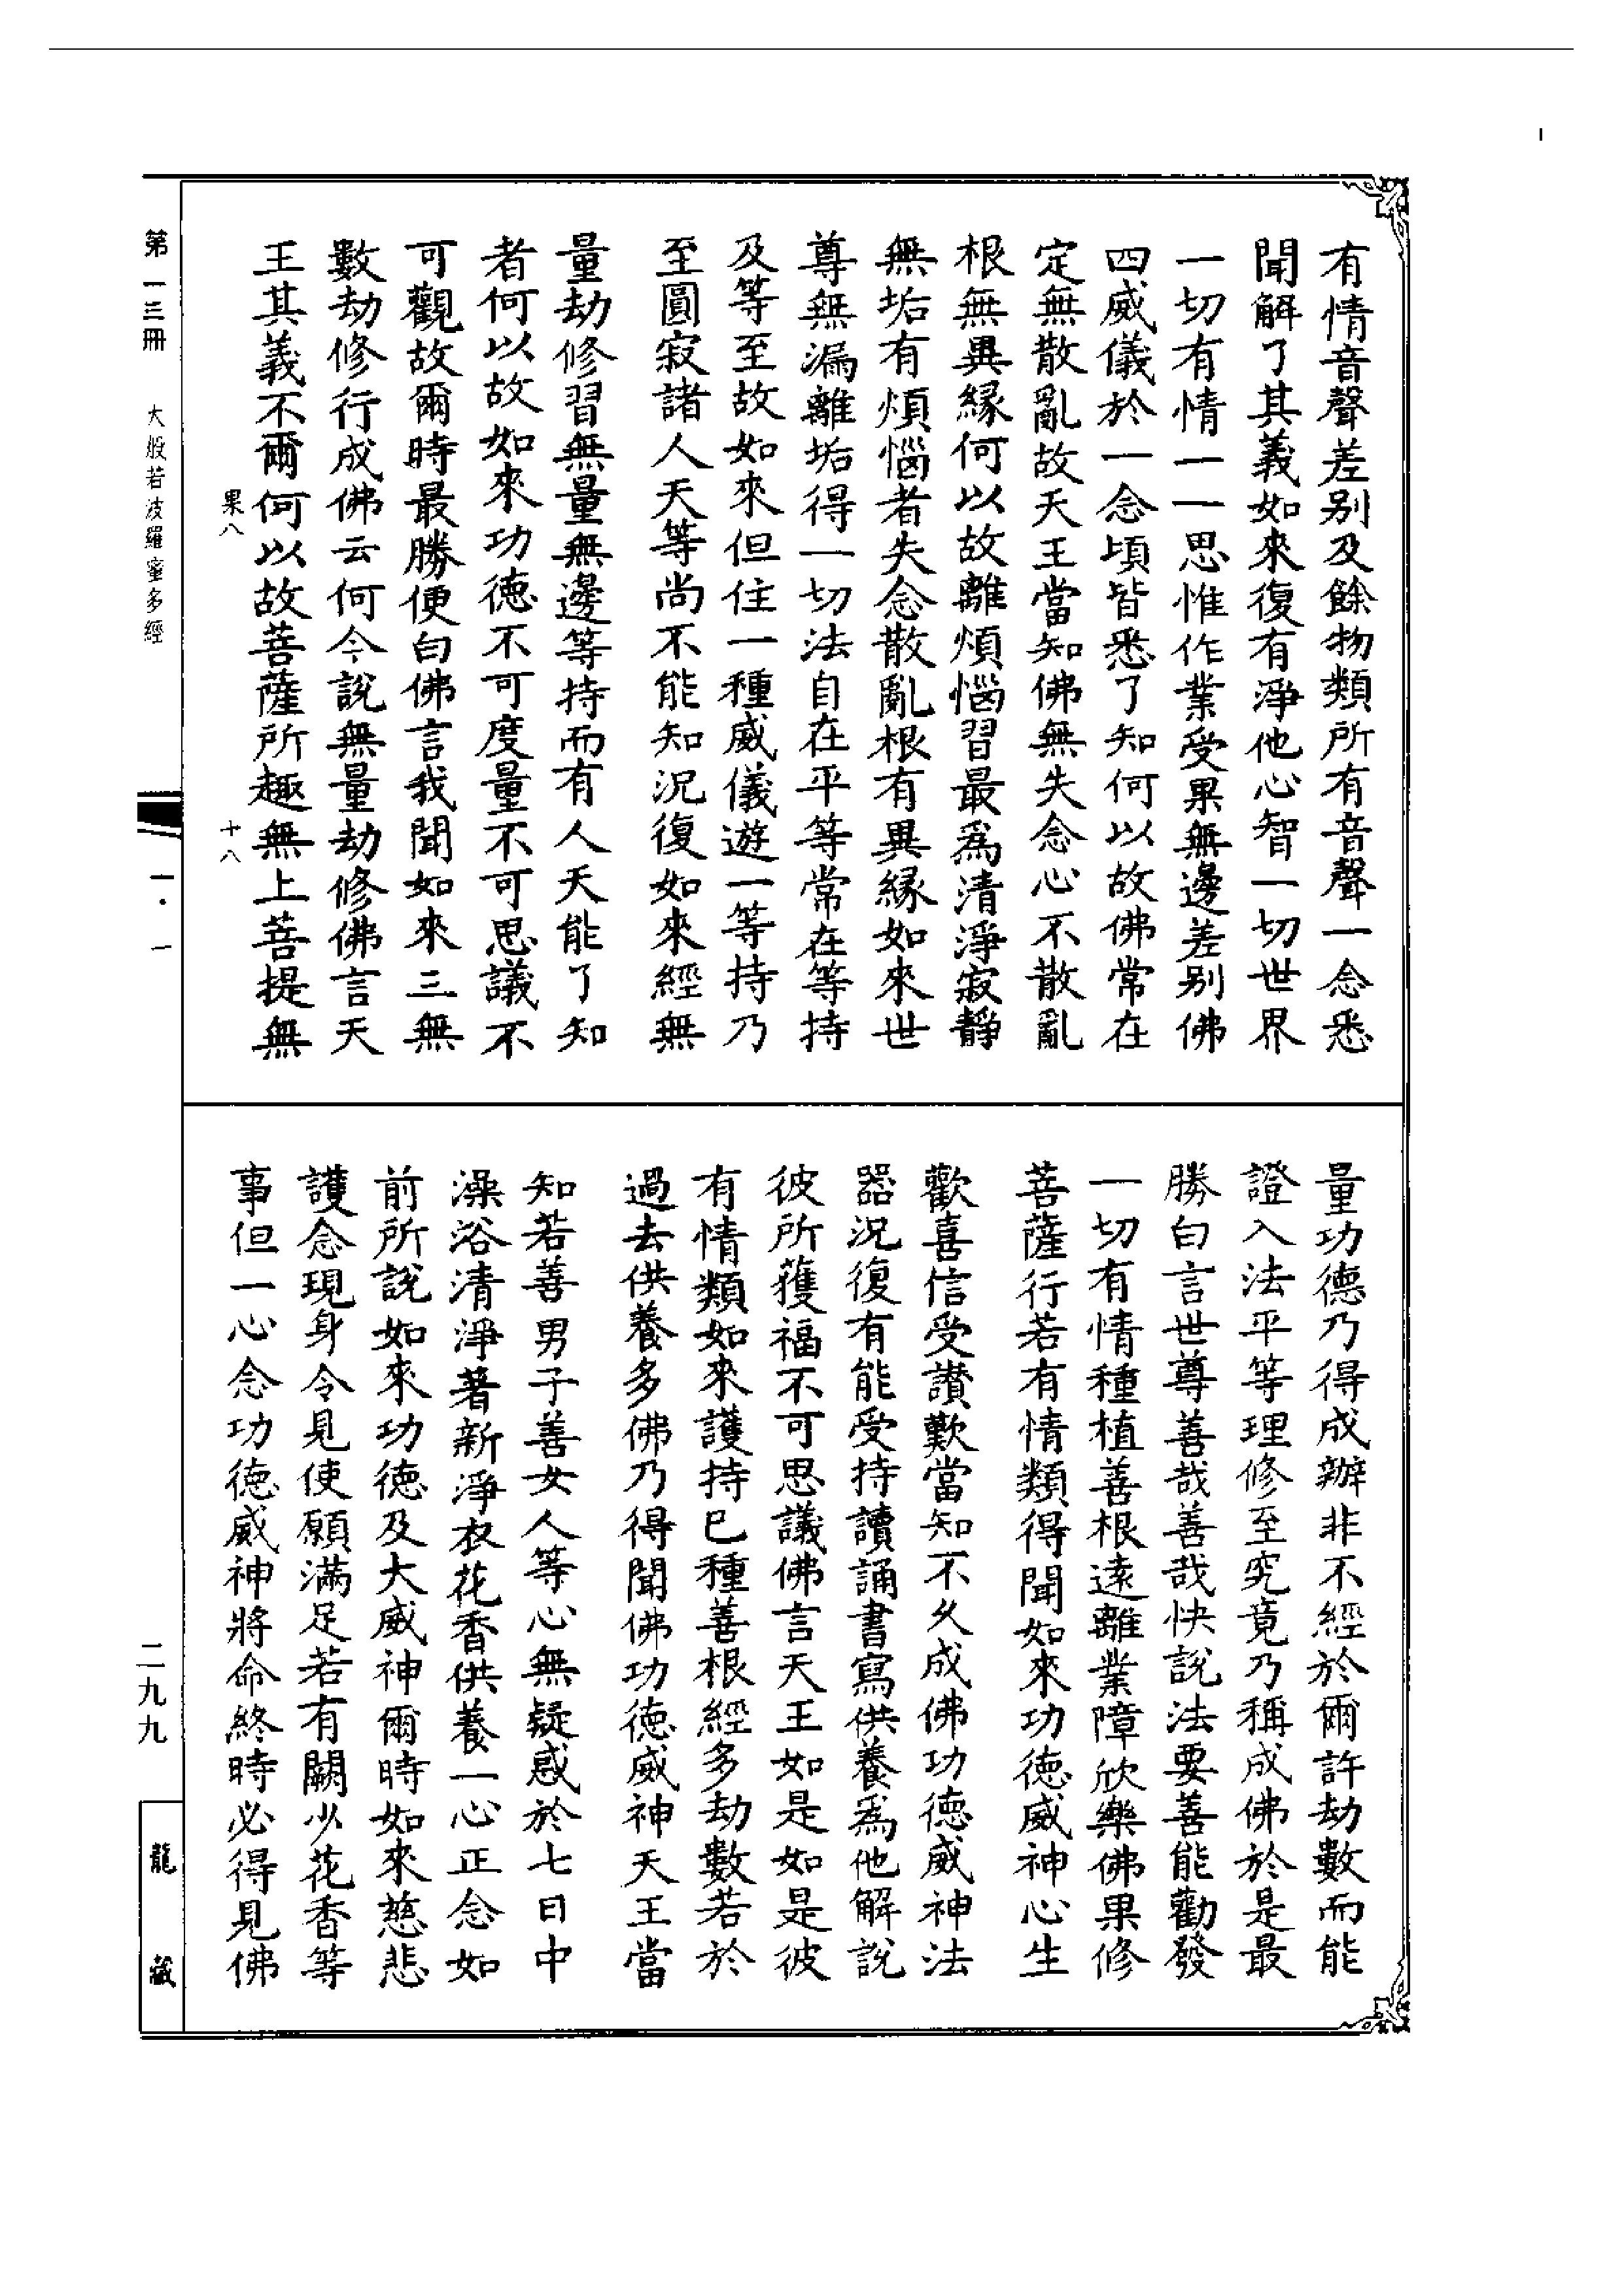 有情音聲差别及餘物類所有音聲一念悉
聞解了其義如來復有淨他心智一切世界
一切有情一一思惟作業受果無邊差别佛
四威儀於一念頃皆悉了知何以故佛常在
定無散亂故天王當知佛無失念心不散亂
根無異緣何以故離煩惱習最爲清淨寂靜
無垢有煩惱者失念散亂根有異緣如來世
尊無漏離垢得一切法自在平等常在等持
及等至故如來但住一種威儀遊一等持乃
至圓寂諸人天等尚不能知況復如來經無
量劫修習無量無邊等持而有人天能了知
者何以故如來功德不可度量不可思議不
可觀故爾時最勝便白佛言我聞如來三無
數劫修行成佛云何今說無量劫修佛言天
王其義不爾何以故菩薩所趣無上菩提無
果八
十八
量功德乃得成辦非不經於爾許劫數而能
證入法平等理修至究竟乃稱成佛於是最
勝白言世尊善哉善哉快說法要善能勸發
一切有情種植善根遠離業障欣樂佛果修
菩薩行若有情類得聞如來功德威神心生
歡喜信受讚歎當知不久成佛功德威神法
器況復有能受持讀誦書寫供養爲他解說
彼所獲福不可思議佛言天王如是如是彼
有情類如來護持已種善根經多劫數若於
過去供養多佛乃得聞佛功德威神天王當
知若善男子善女人等心無疑惑於七日中
澡浴清淨著新淨衣花香供養一心正念如
前所說如來功德及大威神爾時如來慈悲
護念現身令見使願滿足若有闕少花香等
事但一心念功德威神將命終時必得見佛
第一三冊
大般若波羅蜜多經
一·一
二九九
龍藏